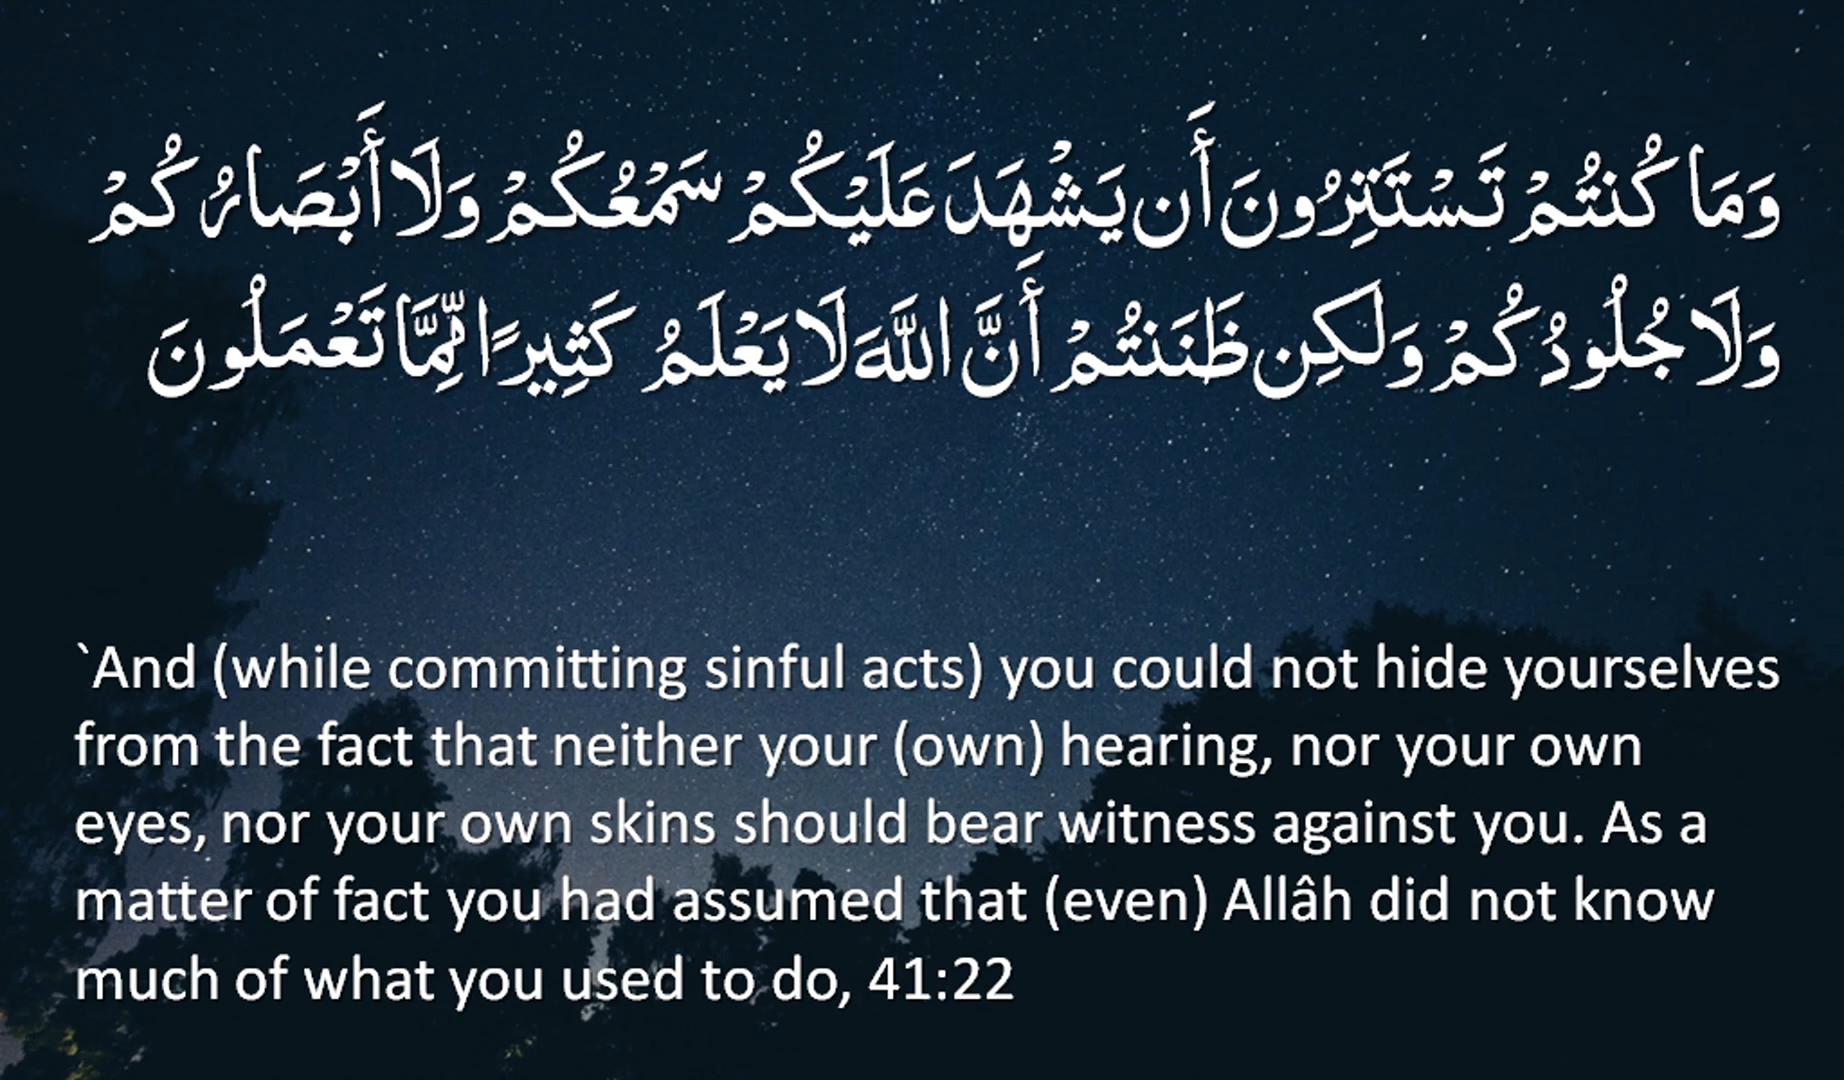 وَمَا كُنتُمْ تَسْتَتِرُونَ أَن يَشْهَدَ عَلَيْكُمْ سَمْعُكُمْ وَلَا أَبْصَارُكُمْ
وَلَا جُلُودُكُمْ وَلَكِن ظَنَنتُمْ أَنَّ اللَّهَ لَا يَعْلَمُ كَثِيرًا مِّمَّا تَعْمَلُونَ
`And (while committing sinful acts) you could not hide yourselves
from the fact that neither your (own) hearing, nor your own
eyes, nor your own skins should bear witness against you. As a
matter of fact you had assumed that (even) Allâh did not know
much of what you used to do, 41:22